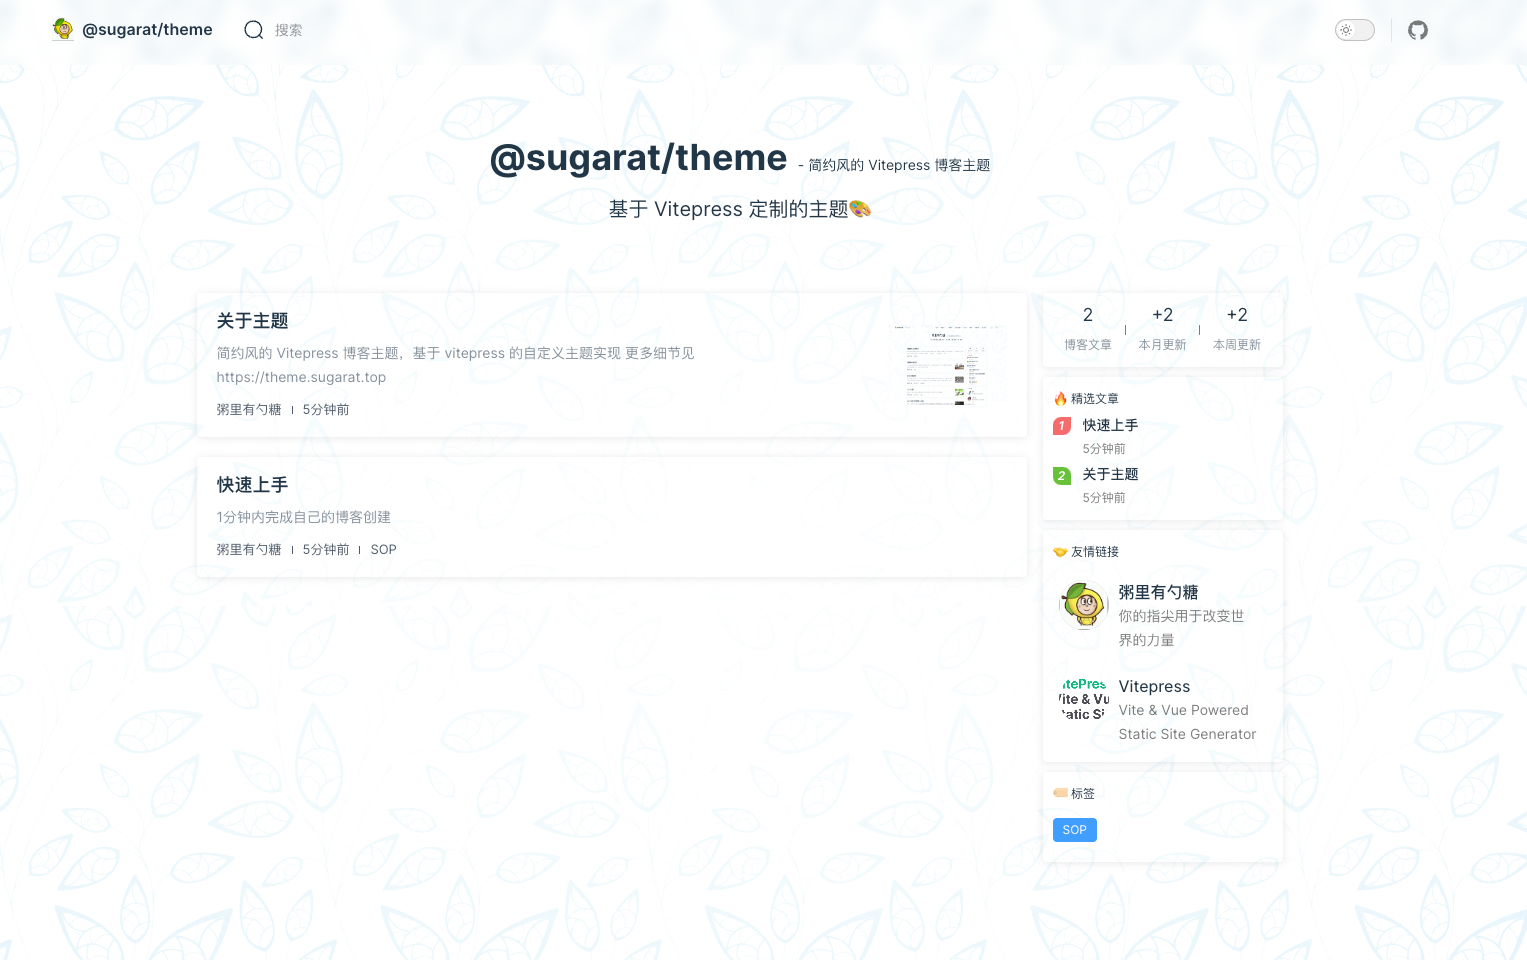 @sugarat/theme
搜索
@sugarat/theme - 简约风的 Vitepress 博客主题
基于 Vitepress 定制的主题🎨
关于主题
简约风的 Vitepress 博客主题，基于 vitepress 的自定义主题实现 更多细节见
https://theme.sugarat.top
粥里有勺糖 | 5分钟前
快速上手
1分钟内完成自己的博客创建
粥里有勺糖 | 5分钟前 | SOP
2 +2 +2
博客文章 | 本月更新 | 本周更新
🔥 精选文章
1 快速上手
5分钟前
2 关于主题
5分钟前
🤝 友情链接
粥里有勺糖
你的指尖用于改变世
界的力量
Vitepress
Vite & Vue Powered
Static Site Generator
🏷 标签
SOP